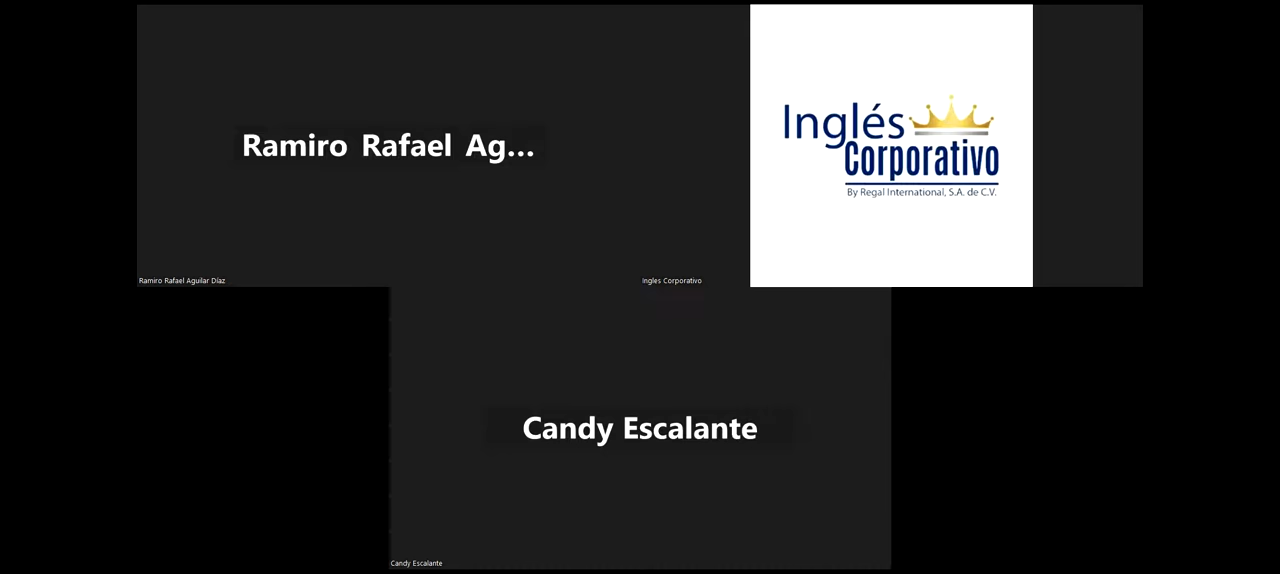 Ramiro Rafael Ag...
Inglés
Corporativo
By Regal International, S.A. de C.V.
Ramiro Rafael Aguilar Díaz
Ingles Corporativo
Candy Escalante
Candy Escalante